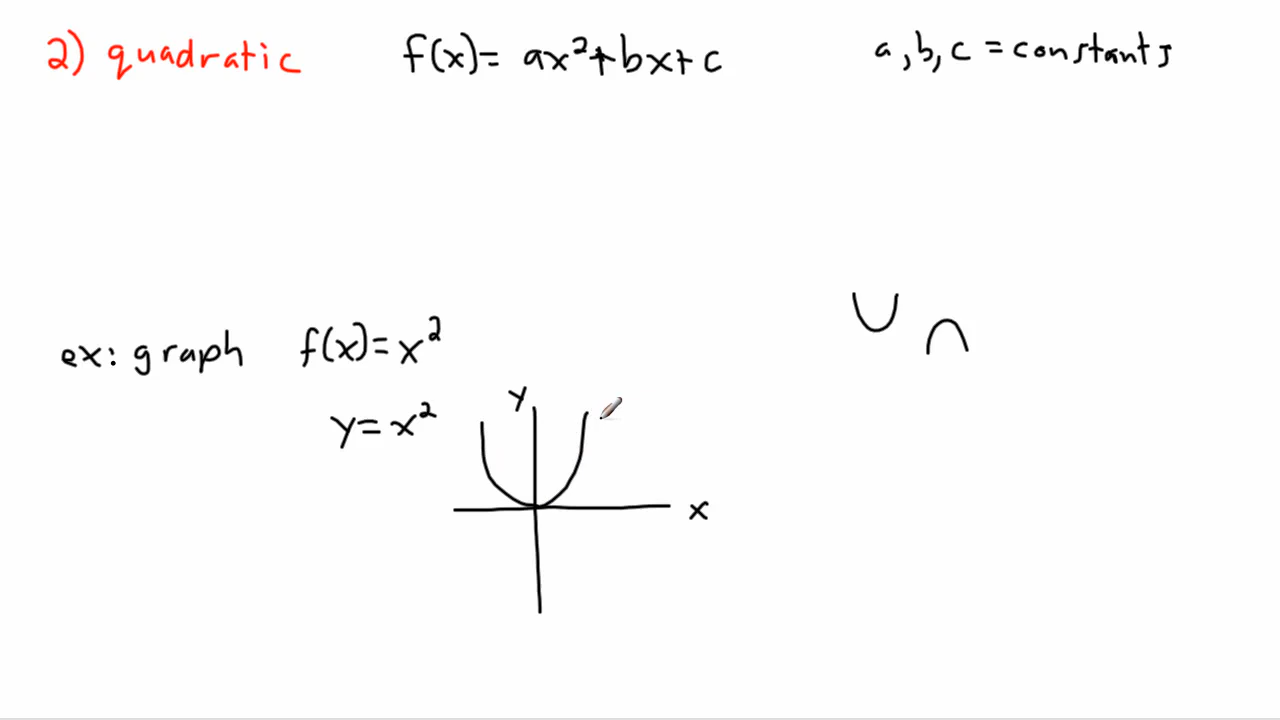 2) quadratic f(x)= ax²+bx+c a,b,c = constants
ex: graph f(x)=x²
y=x²
y
x